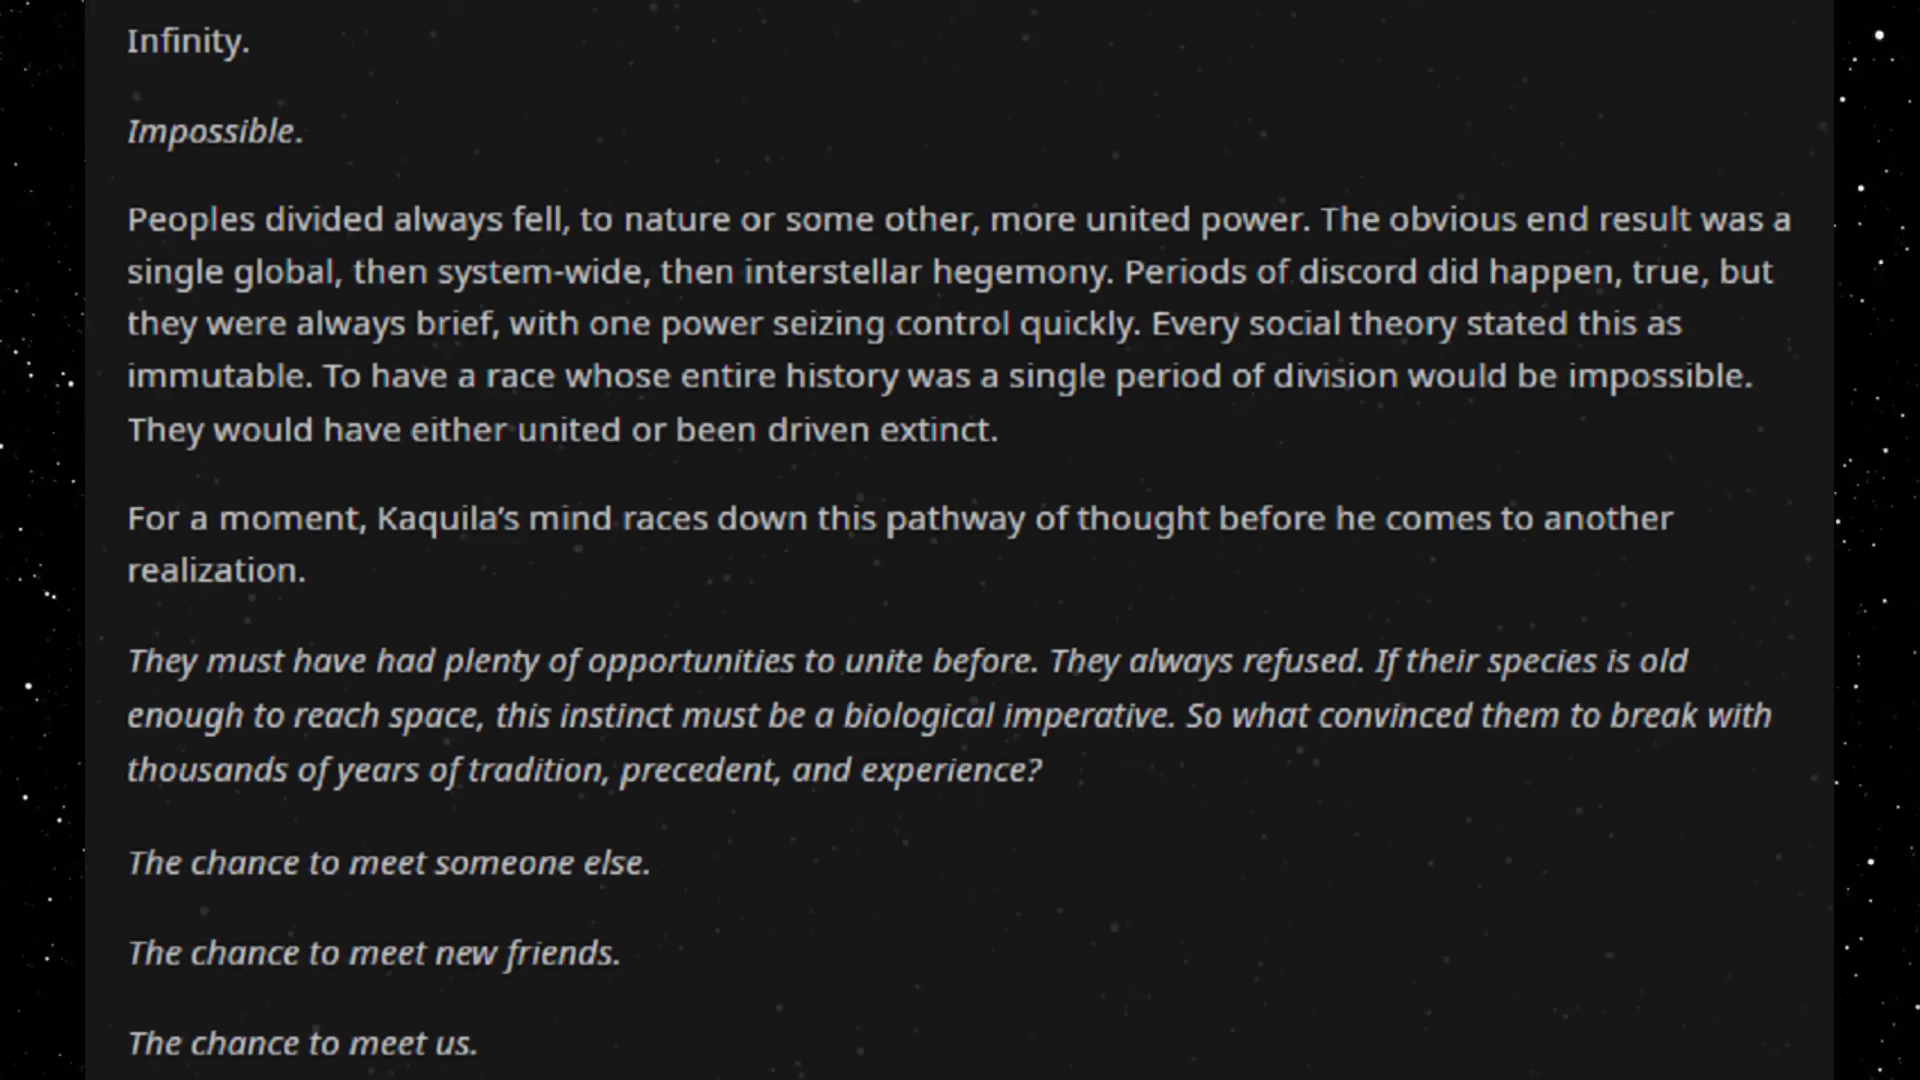 Infinity.
Impossible.
Peoples divided always fell, to nature or some other, more united power. The obvious end result was a
single global, then system-wide, then interstellar hegemony. Periods of discord did happen, true, but
they were always brief, with one power seizing control quickly. Every social theory stated this as
immutable. To have a race whose entire history was a single period of division would be impossible.
They would have either united or been driven extinct.
For a moment, Kaquila’s mind races down this pathway of thought before he comes to another
realization.
They must have had plenty of opportunities to unite before. They always refused. If their species is old
enough to reach space, this instinct must be a biological imperative. So what convinced them to break with
thousands of years of tradition, precedent, and experience?
The chance to meet someone else.
The chance to meet new friends.
The chance to meet us.